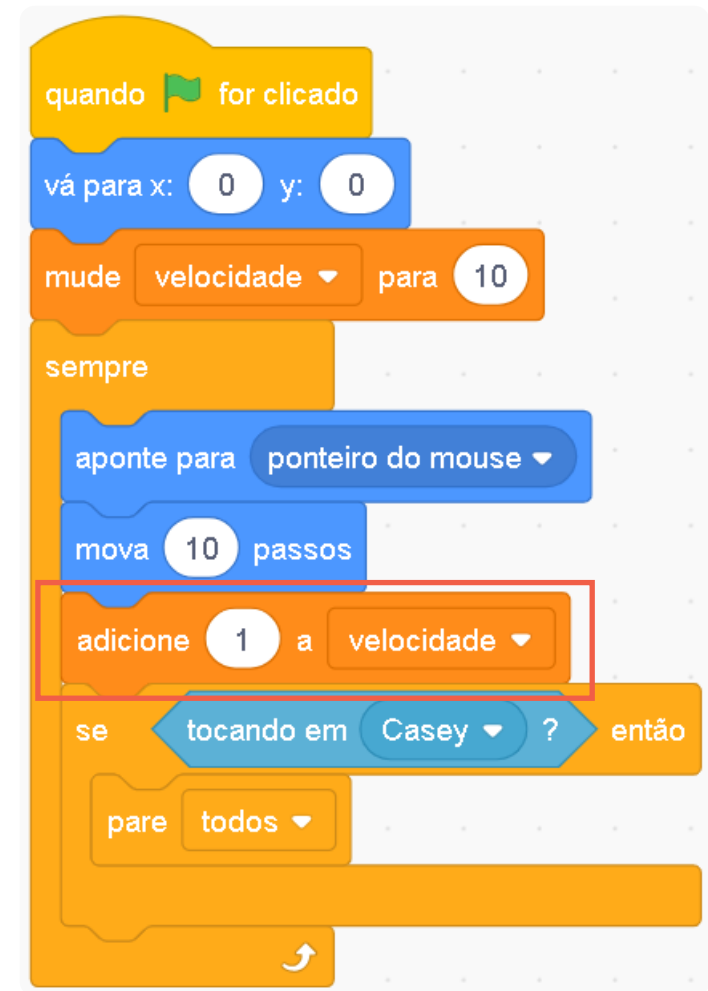 quando for clicado
vá para x: 0 y: 0
mude velocidade para 10
sempre
aponte para ponteiro do mouse
mova 10 passos
adicione 1 a velocidade
se tocando em Casey ? então
pare todos